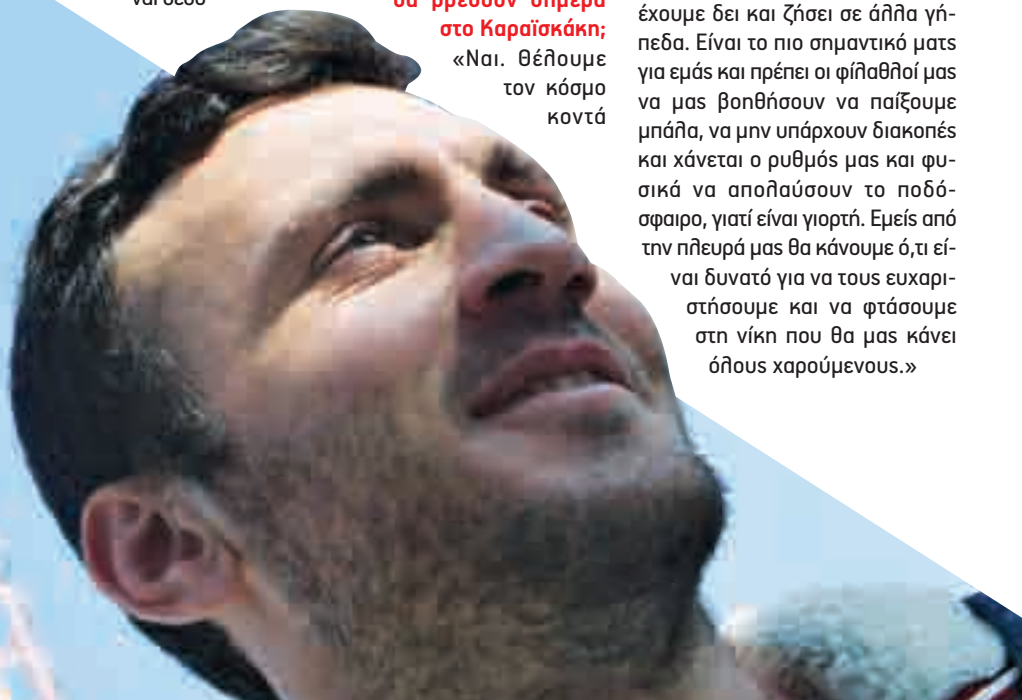 στο Καραϊσκάκη;
«Ναι. Θέλουμε
τον κόσμο
κοντά
έχουμε δει και ζήσει σε άλλα γή-
πεδα. Είναι το πιο σημαντικό ματς
για εμάς και πρέπει οι φίλαθλοί μας
να μας βοηθήσουν να παίξουμε
μπάλα, να μην υπάρχουν διακοπές
και χάνεται ο ρυθμός μας και φυ-
σικά να απολαύσουν το ποδό-
σφαιρο, γιατί είναι γιορτή. Εμείς από
την πλευρά μας θα κάνουμε ό,τι εί-
ναι δυνατό για να τους ευχαρι-
στήσουμε και να φτάσουμε
στη νίκη που θα μας κάνει
όλους χαρούμενους.»